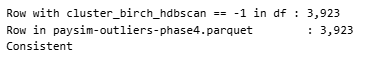 Row with cluster_birch_hdbscan == -1 in df : 3,923
Row in paysim-outliers-phase4.parquet        : 3,923
Consistent